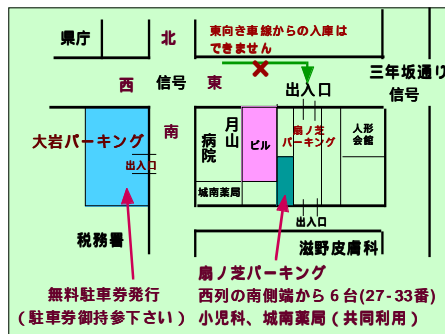 県庁
北
東向き車線からの入庫は
できません
西
信号
東
出入口
三年坂通り
信号
南
大岩パーキング
出入口
病院
月山
ビル
扇ノ芝
パーキング
人形
会館
城南薬局
出入口
税務署
滋野皮膚科
無料駐車券発行
(駐車券御持参下さい)
扇ノ芝パーキング
西列の南側端から6台(27-33番)
小児科、城南薬局(共同利用)